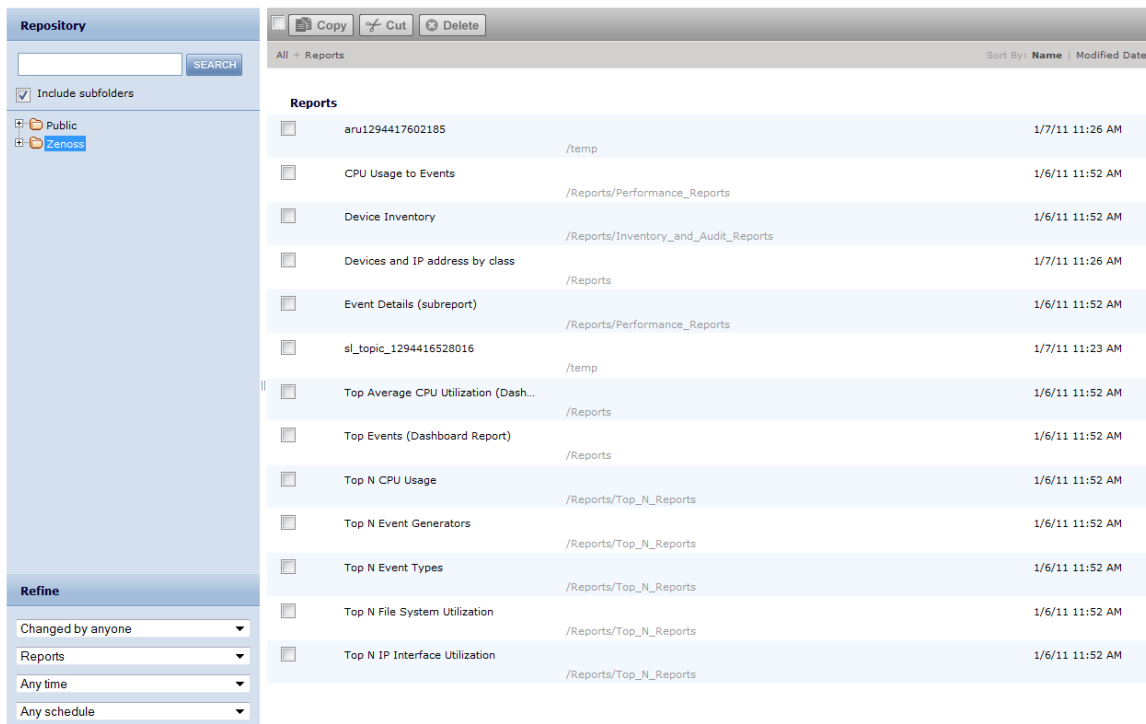 Repository
SEARCH
Include subfolders
Public
Zenoss
Refine
Changed by anyone
Reports
Any time
Any schedule
Copy Cut Delete
All ÷ Reports Sort By: Name | Modified Date
Reports
aru1294417602185 1/7/11 11:26 AM
/temp
CPU Usage to Events 1/6/11 11:52 AM
/Reports/Performance_Reports
Device Inventory 1/6/11 11:52 AM
/Reports/Inventory_and_Audit_Reports
Devices and IP address by class 1/7/11 11:26 AM
/Reports
Event Details (subreport) 1/6/11 11:52 AM
/Reports/Performance_Reports
sl_topic_1294416528016 1/7/11 11:23 AM
/temp
Top Average CPU Utilization (Dash... 1/6/11 11:52 AM
/Reports
Top Events (Dashboard Report) 1/6/11 11:52 AM
/Reports
Top N CPU Usage 1/6/11 11:52 AM
/Reports/Top_N_Reports
Top N Event Generators 1/6/11 11:52 AM
/Reports/Top_N_Reports
Top N Event Types 1/6/11 11:52 AM
/Reports/Top_N_Reports
Top N File System Utilization 1/6/11 11:52 AM
/Reports/Top_N_Reports
Top N IP Interface Utilization 1/6/11 11:52 AM
/Reports/Top_N_Reports